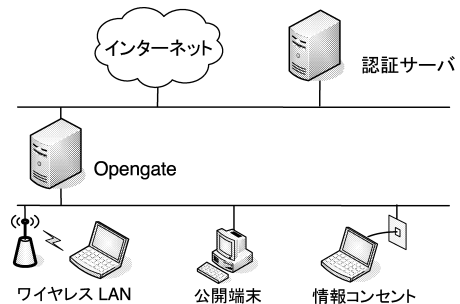 インターネット
認証サーバ
Opengate
ワイヤレス LAN
公開端末
情報コンセント